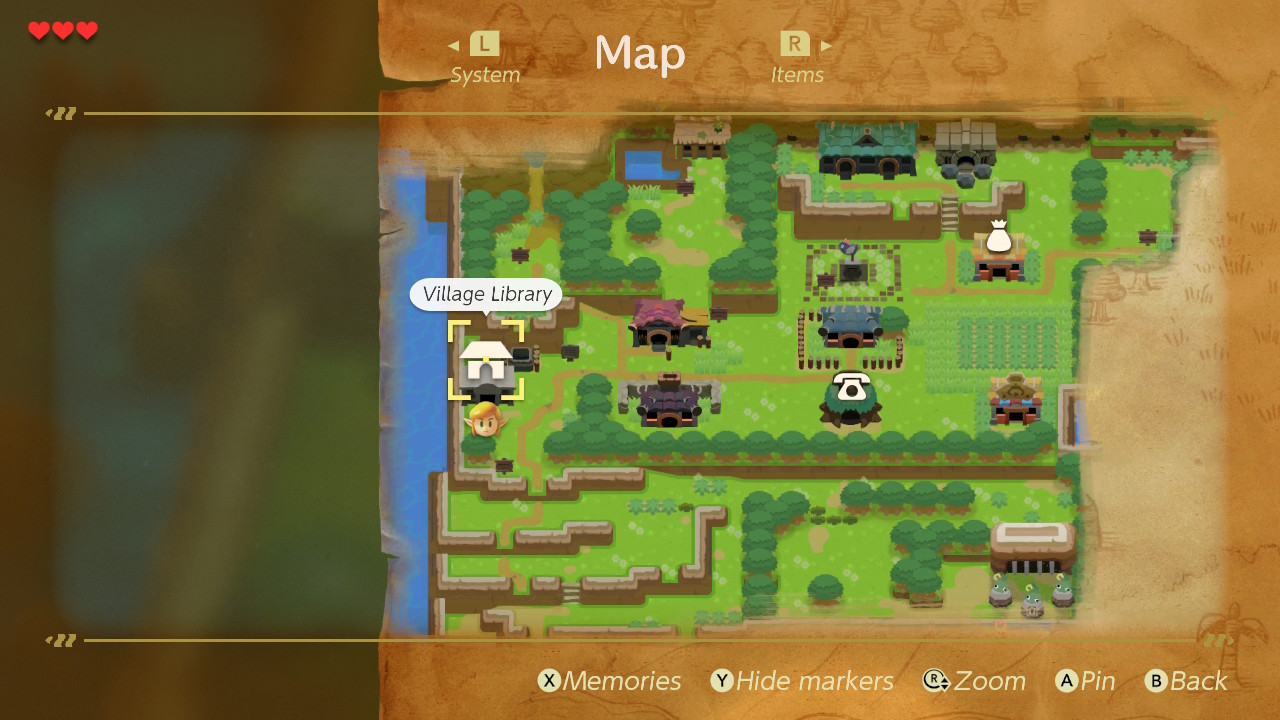 L
System
Map
R
Items
Village Library
X Memories
Y Hide markers
R Zoom
A Pin
B Back